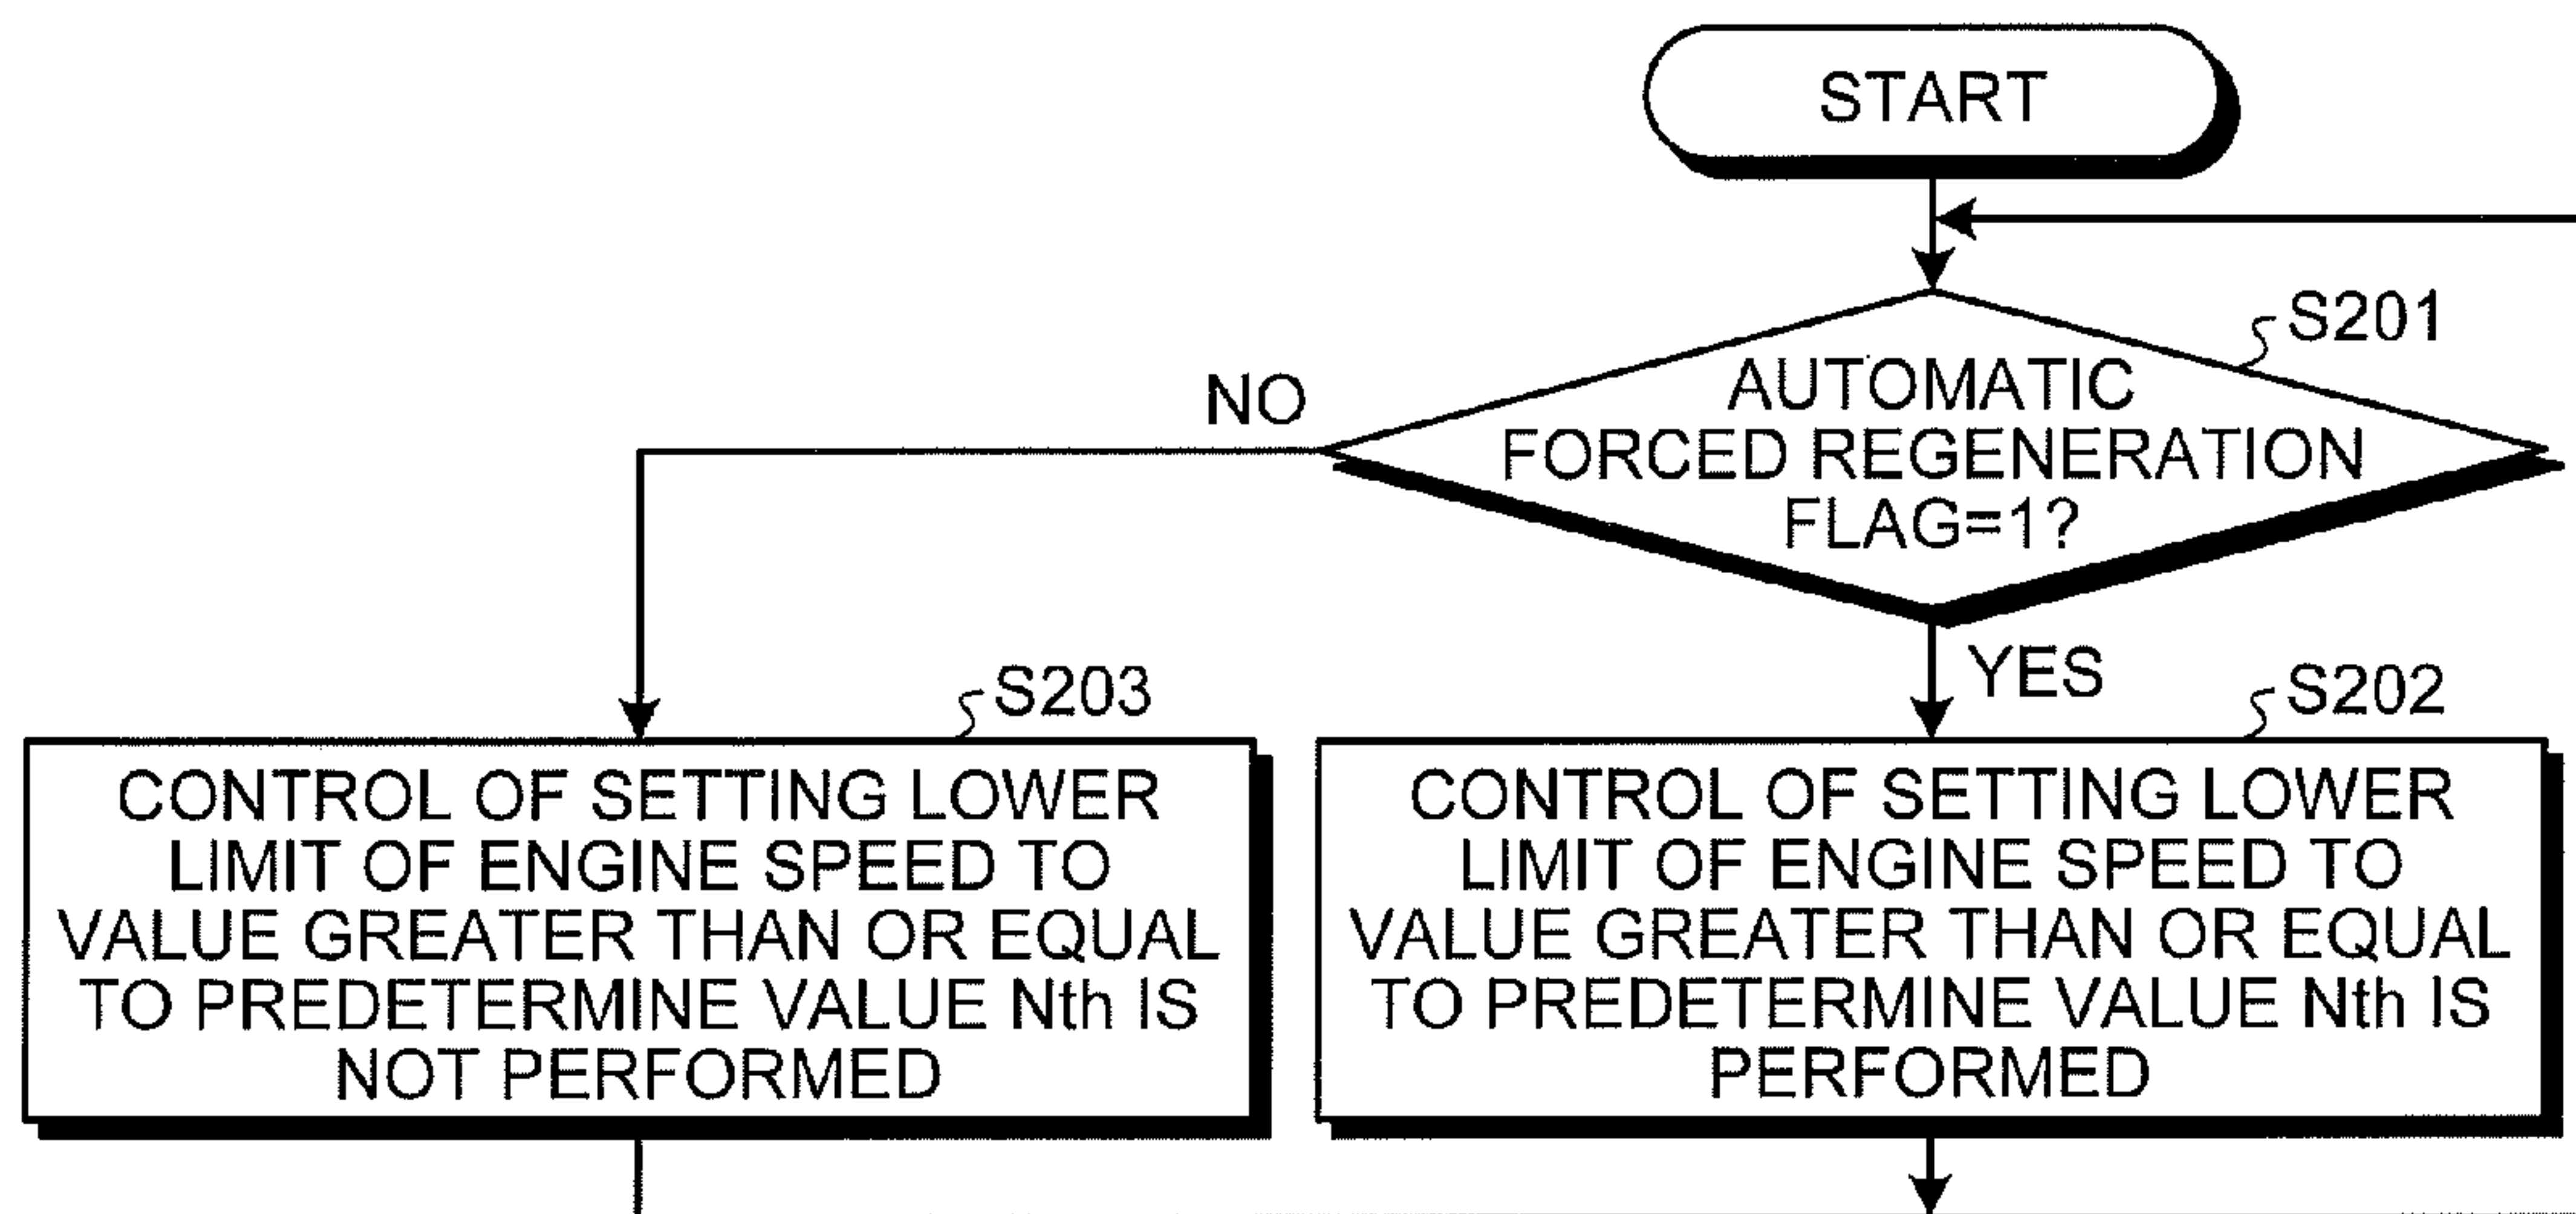 START
S201
AUTOMATIC
FORCED REGENERATION
FLAG=1?
NO
YES
S203
CONTROL OF SETTING LOWER
LIMIT OF ENGINE SPEED TO
VALUE GREATER THAN OR EQUAL
TO PREDETERMINE VALUE Nth IS
NOT PERFORMED
S202
CONTROL OF SETTING LOWER
LIMIT OF ENGINE SPEED TO
VALUE GREATER THAN OR EQUAL
TO PREDETERMINE VALUE Nth IS
PERFORMED